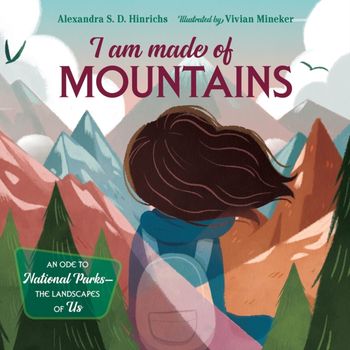 Alexandra S. D. Hinrichs Illustrated by Vivian Mineker
I am made of
MOUNTAINS
AN ODE TO
National Parks—
THE LANDSCAPES
OF Us